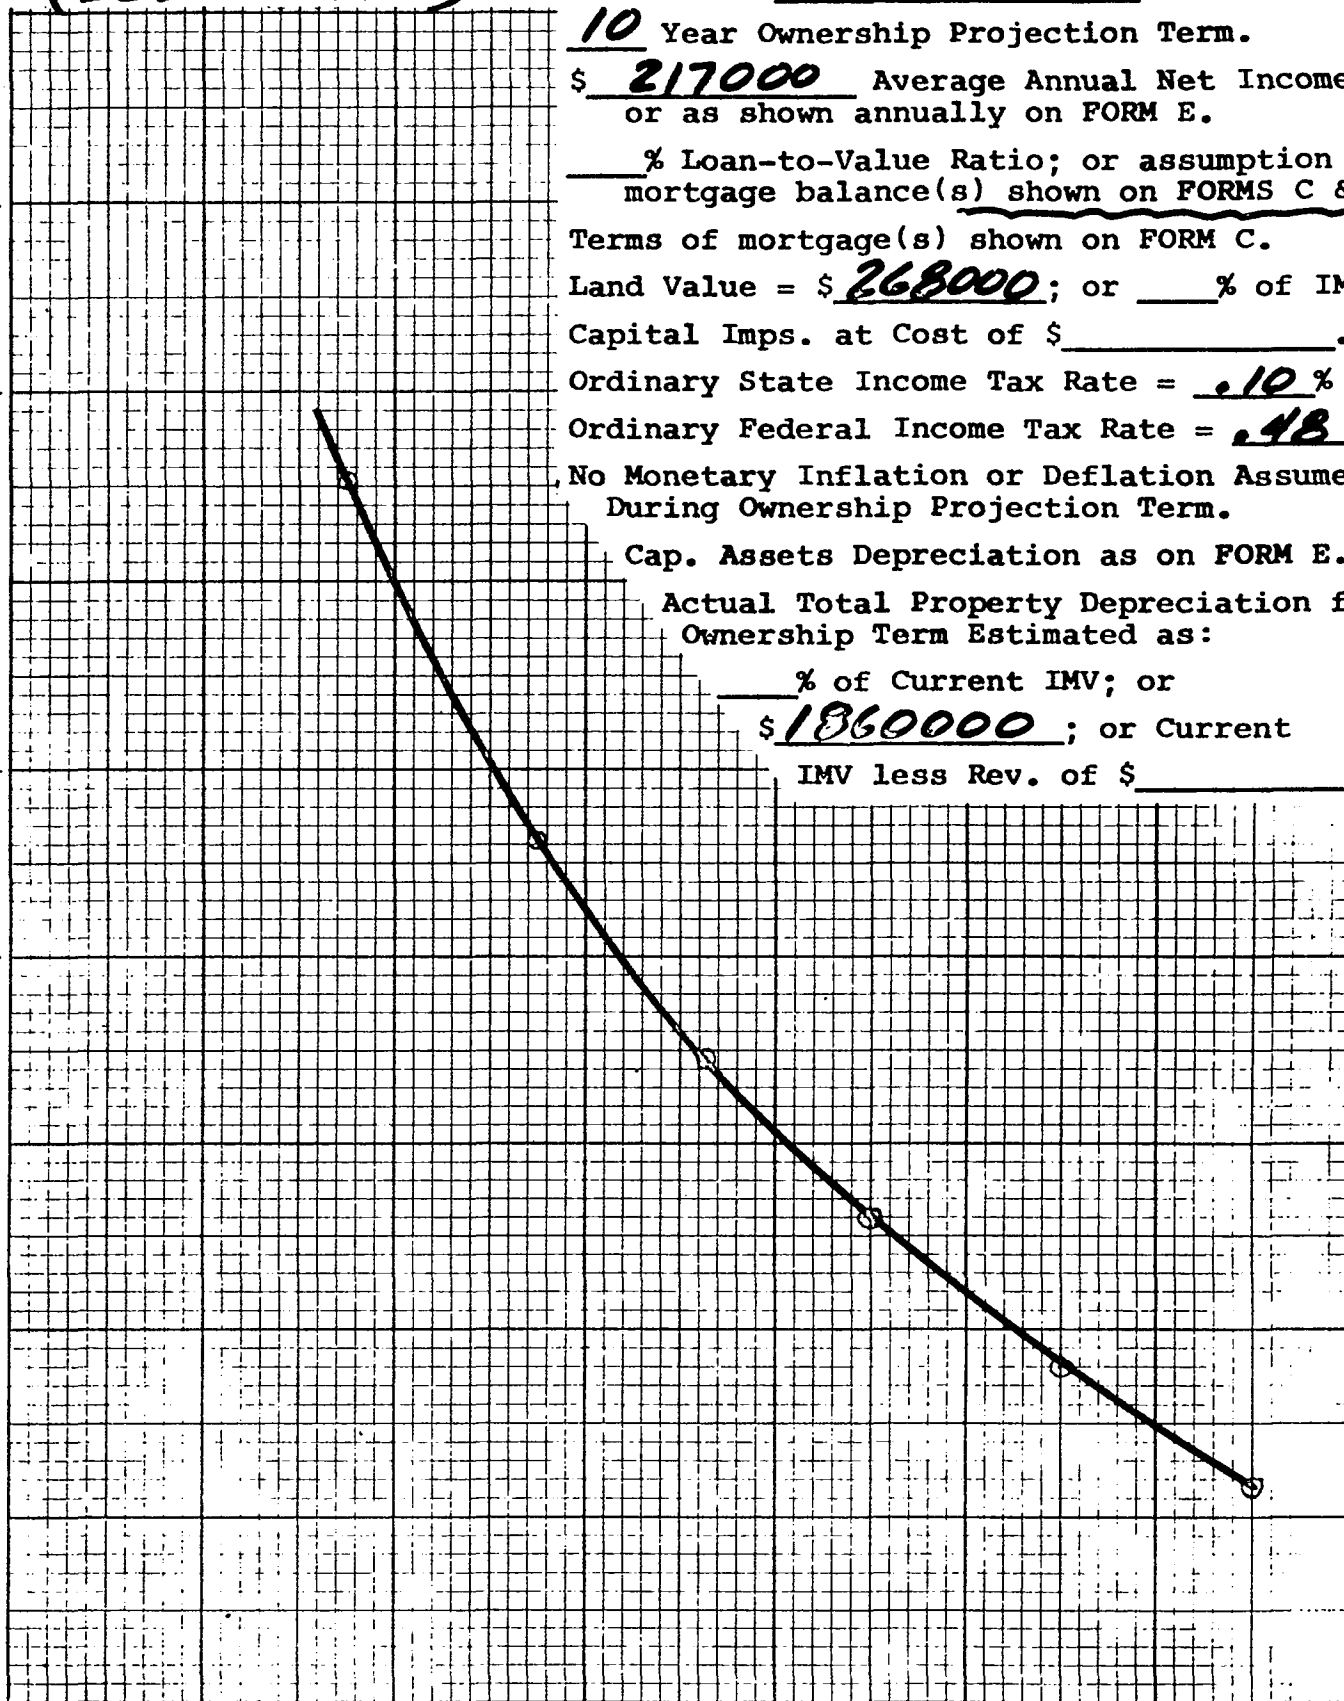 10 Year Ownership Projection Term.
$ 217000 Average Annual Net Income
or as shown annually on FORM E.
% Loan-to-Value Ratio; or assumption
mortgage balance(s) shown on FORMS C &
Terms of mortgage(s) shown on FORM C.
Land Value = $ 268000; or % of IM
Capital Imps. at Cost of $ .
Ordinary State Income Tax Rate = .10 %
Ordinary Federal Income Tax Rate = .48
No Monetary Inflation or Deflation Assume
During Ownership Projection Term.
Cap. Assets Depreciation as on FORM E.
Actual Total Property Depreciation f
Ownership Term Estimated as:
% of Current IMV; or
$ 1860000 ; or Current
IMV less Rev. of $